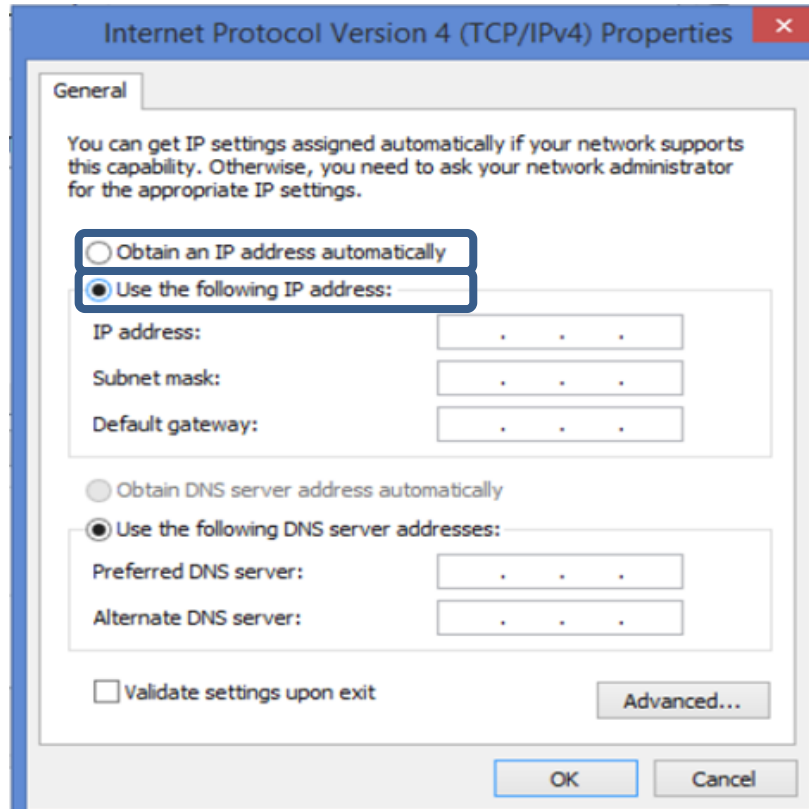 Internet Protocol Version 4 (TCP/IPv4) Properties
General
You can get IP settings assigned automatically if your network supports
this capability. Otherwise, you need to ask your network administrator
for the appropriate IP settings.
Obtain an IP address automatically
Use the following IP address:
IP address: . . .
Subnet mask: . . .
Default gateway: . . .
Obtain DNS server address automatically
Use the following DNS server addresses:
Preferred DNS server: . . .
Alternate DNS server: . . .
Validate settings upon exit
Advanced...
OK Cancel